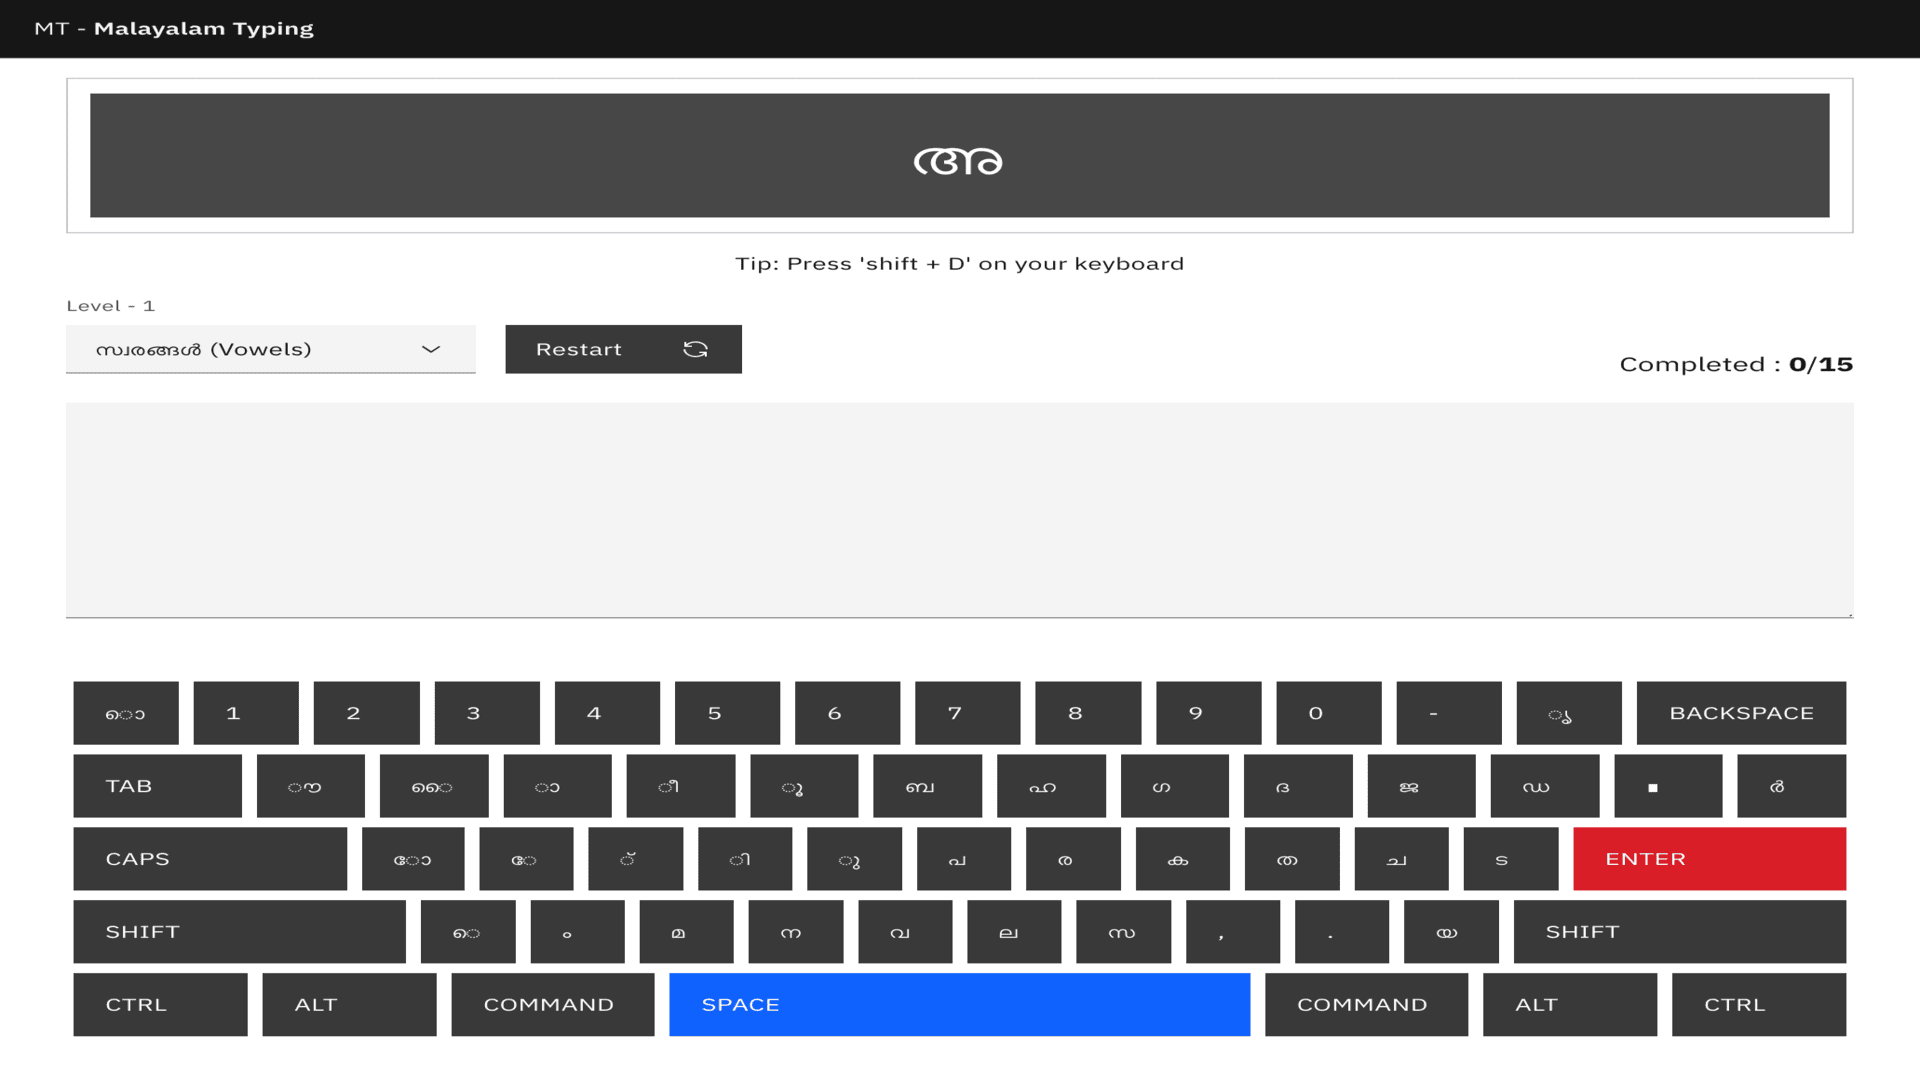 MT - Malayalam Typing
അ
Tip: Press 'shift + D' on your keyboard
Level - 1
സ്വരങ്ങൾ (Vowels)
Restart
Completed : 0/15
ൊ 1 2 3 4 5 6 7 8 9 0 - ൃ BACKSPACE
TAB ൗ ൈ ാ ീ ൂ ബ ഹ ഗ ദ ജ ഡ ർ
CAPS ോ േ ് ി ു പ ര ക ത ച ട ENTER
SHIFT െ ം മ ന വ ല സ , . യ SHIFT
CTRL ALT COMMAND SPACE COMMAND ALT CTRL